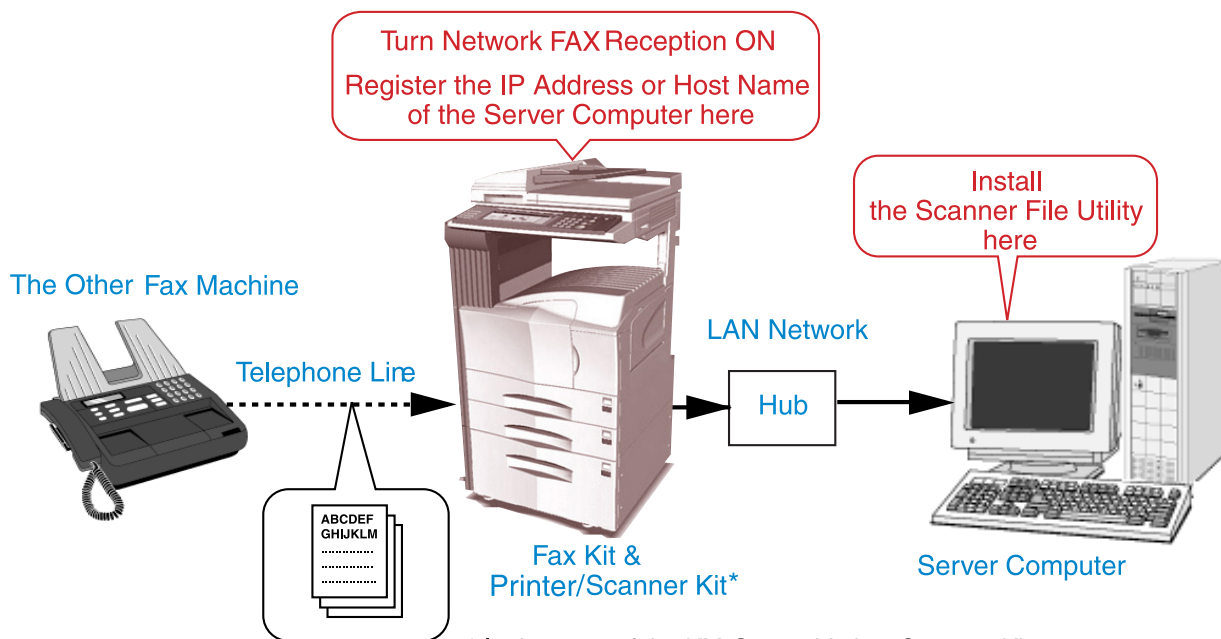 Turn Network FAX Reception ON
Register the IP Address or Host Name
of the Server Computer here
Install
the Scanner File Utility
here
The Other Fax Machine
Telephone Line
LAN Network
Hub
ABCDEF
GHIJKLM
Fax Kit &
Printer/Scanner Kit*
Server Computer